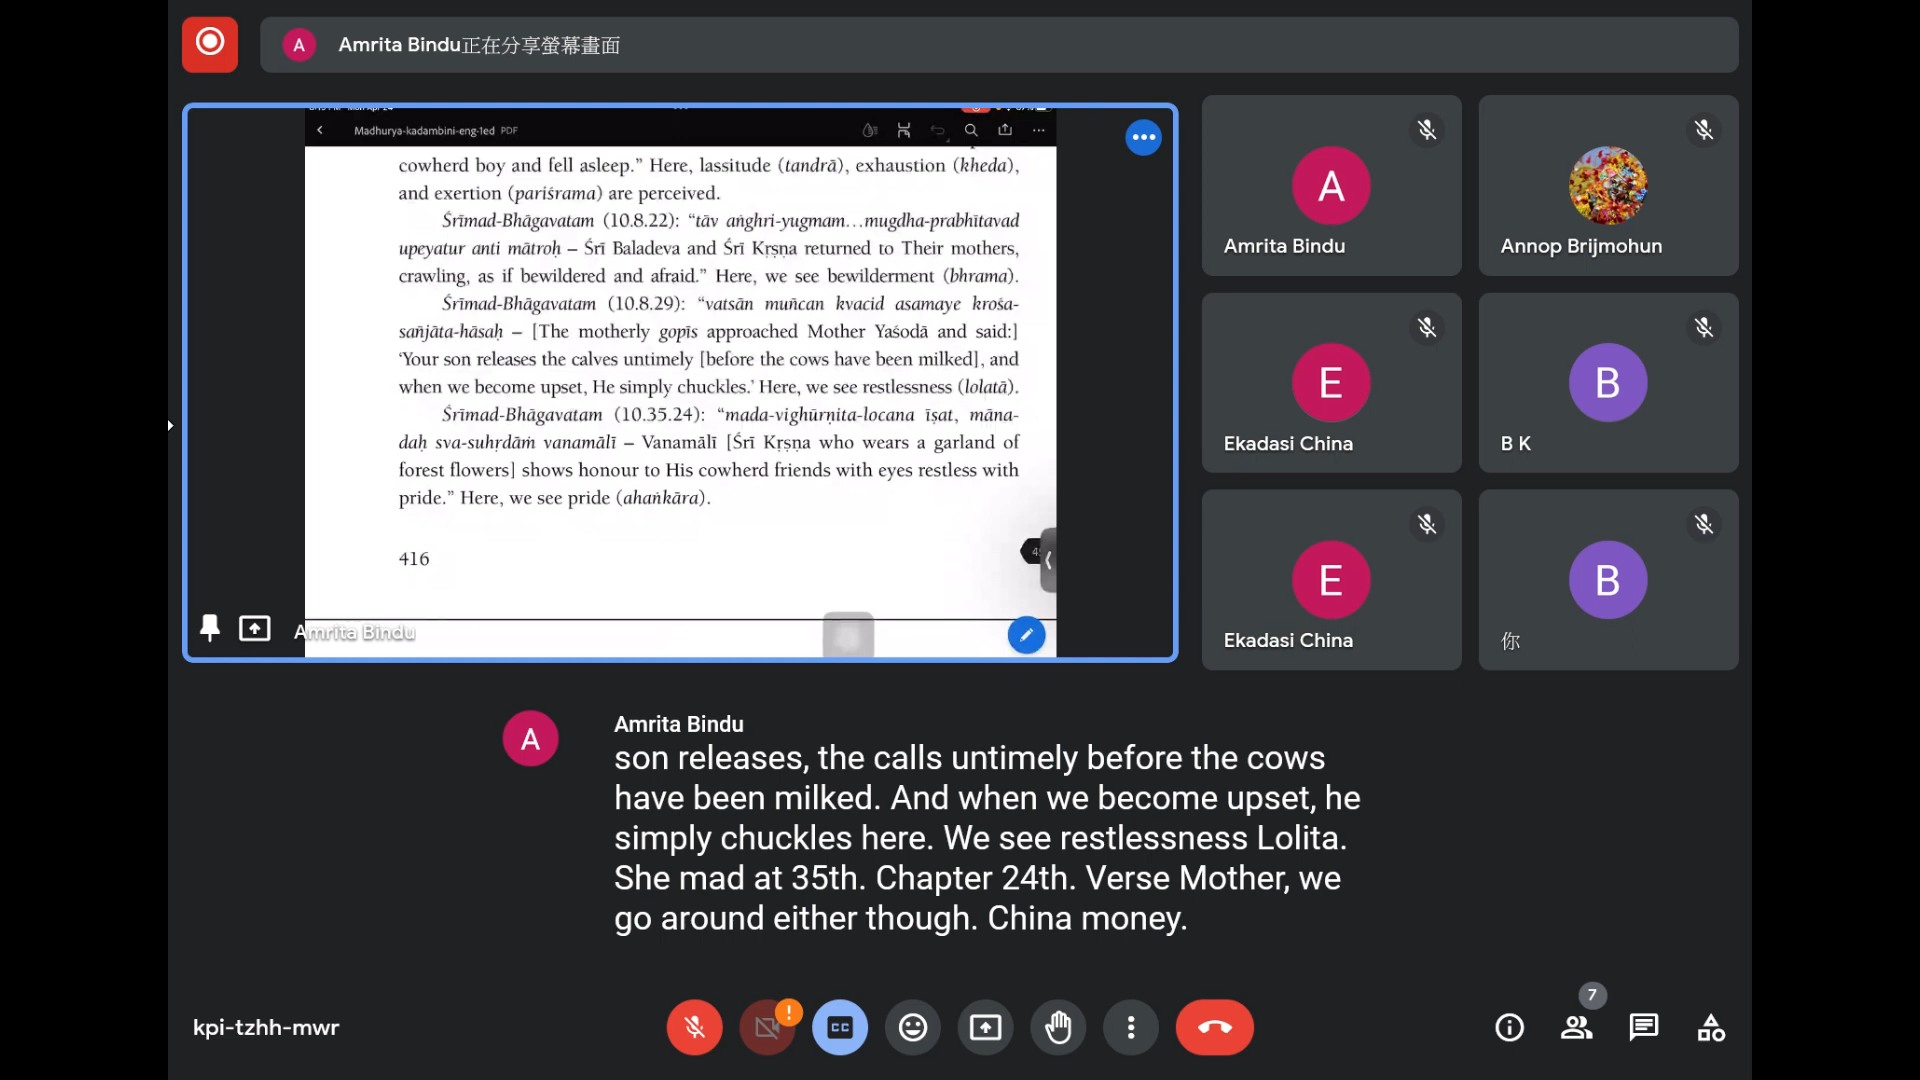 A Amrita Bindu正在分享螢幕畫面
Madhurya-kadambini-eng-1ed PDF
cowherd boy and fell asleep.” Here, lassitude (tandrā), exhaustion (kheda),
and exertion (pariśrama) are perceived.
Śrīmad-Bhāgavatam (10.8.22): “tāv aṅghri-yugmam…mugdha-prabhītavad
upeyatur anti mātroḥ – Śrī Baladeva and Śrī Kṛṣṇa returned to Their mothers,
crawling, as if bewildered and afraid.” Here, we see bewilderment (bhrama).
Śrīmad-Bhāgavatam (10.8.29): “vatsān muñcan kvacid asamaye krośa-
sañjāta-hāsaḥ – [The motherly gopīs approached Mother Yaśodā and said:]
‘Your son releases the calves untimely [before the cows have been milked], and
when we become upset, He simply chuckles.’ Here, we see restlessness (lolatā).
Śrīmad-Bhāgavatam (10.35.24): “mada-vighūrṇita-locana īṣat, māna-
daḥ sva-suhṛdāṁ vanamālī – Vanamālī [Śrī Kṛṣṇa who wears a garland of
forest flowers] shows honour to His cowherd friends with eyes restless with
pride.” Here, we see pride (ahaṅkāra).
416
Amrita Bindu
A
Amrita Bindu
Annop Brijmohun
E
Ekadasi China
B
B K
E
Ekadasi China
B
你
A
Amrita Bindu
son releases, the calls untimely before the cows
have been milked. And when we become upset, he
simply chuckles here. We see restlessness Lolita.
She mad at 35th. Chapter 24th. Verse Mother, we
go around either though. China money.
kpi-tzhh-mwr
!
CC
7